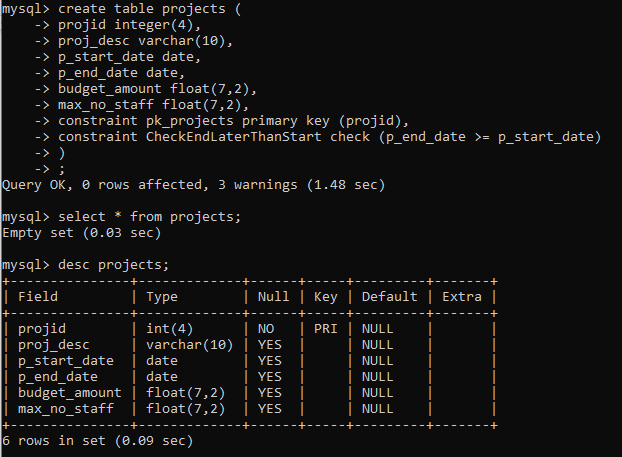 mysql> create table projects (
    -> projid integer(4),
    -> proj_desc varchar(10),
    -> p_start_date date,
    -> p_end_date date,
    -> budget_amount float(7,2),
    -> max_no_staff float(7,2),
    -> constraint pk_projects primary key (projid),
    -> constraint CheckEndLaterThanStart check (p_end_date >= p_start_date)
    -> )
    -> ;
Query OK, 0 rows affected, 3 warnings (1.48 sec)

mysql> select * from projects;
Empty set (0.03 sec)

mysql> desc projects;
+---------------+-------------+------+-----+---------+-------+
| Field         | Type        | Null | Key | Default | Extra |
+---------------+-------------+------+-----+---------+-------+
| projid        | int(4)      | NO   | PRI | NULL    |       |
| proj_desc     | varchar(10) | YES  |     | NULL    |       |
| p_start_date  | date        | YES  |     | NULL    |       |
| p_end_date    | date        | YES  |     | NULL    |       |
| budget_amount | float(7,2)  | YES  |     | NULL    |       |
| max_no_staff  | float(7,2)  | YES  |     | NULL    |       |
+---------------+-------------+------+-----+---------+-------+
6 rows in set (0.09 sec)